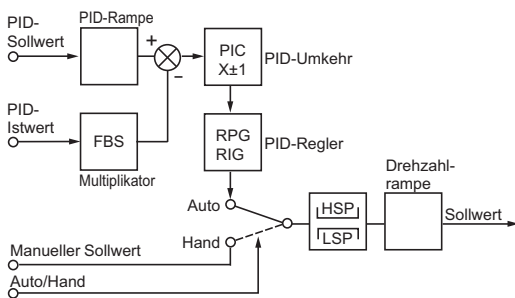 PID-Rampe
PID-
Sollwert
+
−
PIC
X±1
PID-Umkehr
PID-
Istwert
FBS
Multiplikator
RPG
RIG
PID-Regler
Drehzahl-
rampe
Auto
HSP
LSP
Sollwert
Hand
Manueller Sollwert
Auto/Hand